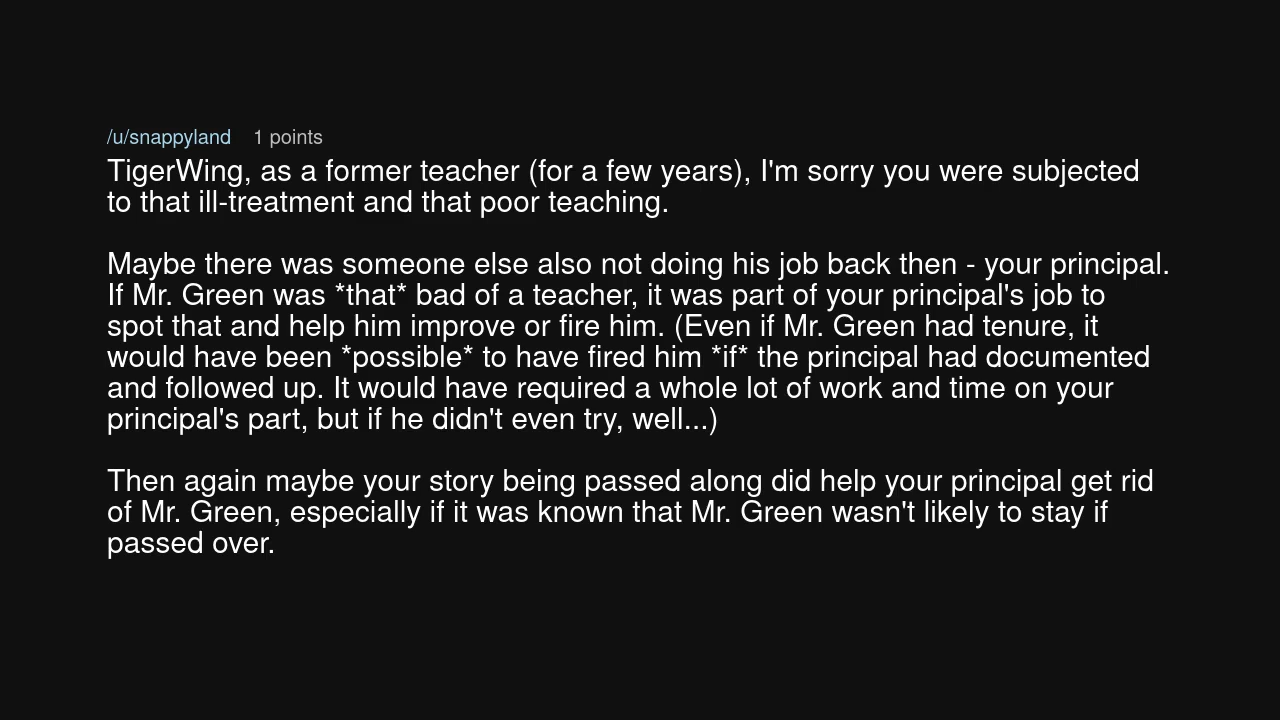 /u/snappyland 1 points
TigerWing, as a former teacher (for a few years), I'm sorry you were subjected
to that ill-treatment and that poor teaching.
Maybe there was someone else also not doing his job back then - your principal.
If Mr. Green was *that* bad of a teacher, it was part of your principal's job to
spot that and help him improve or fire him. (Even if Mr. Green had tenure, it
would have been *possible* to have fired him *if* the principal had documented
and followed up. It would have required a whole lot of work and time on your
principal's part, but if he didn't even try, well...)
Then again maybe your story being passed along did help your principal get rid
of Mr. Green, especially if it was known that Mr. Green wasn't likely to stay if
passed over.